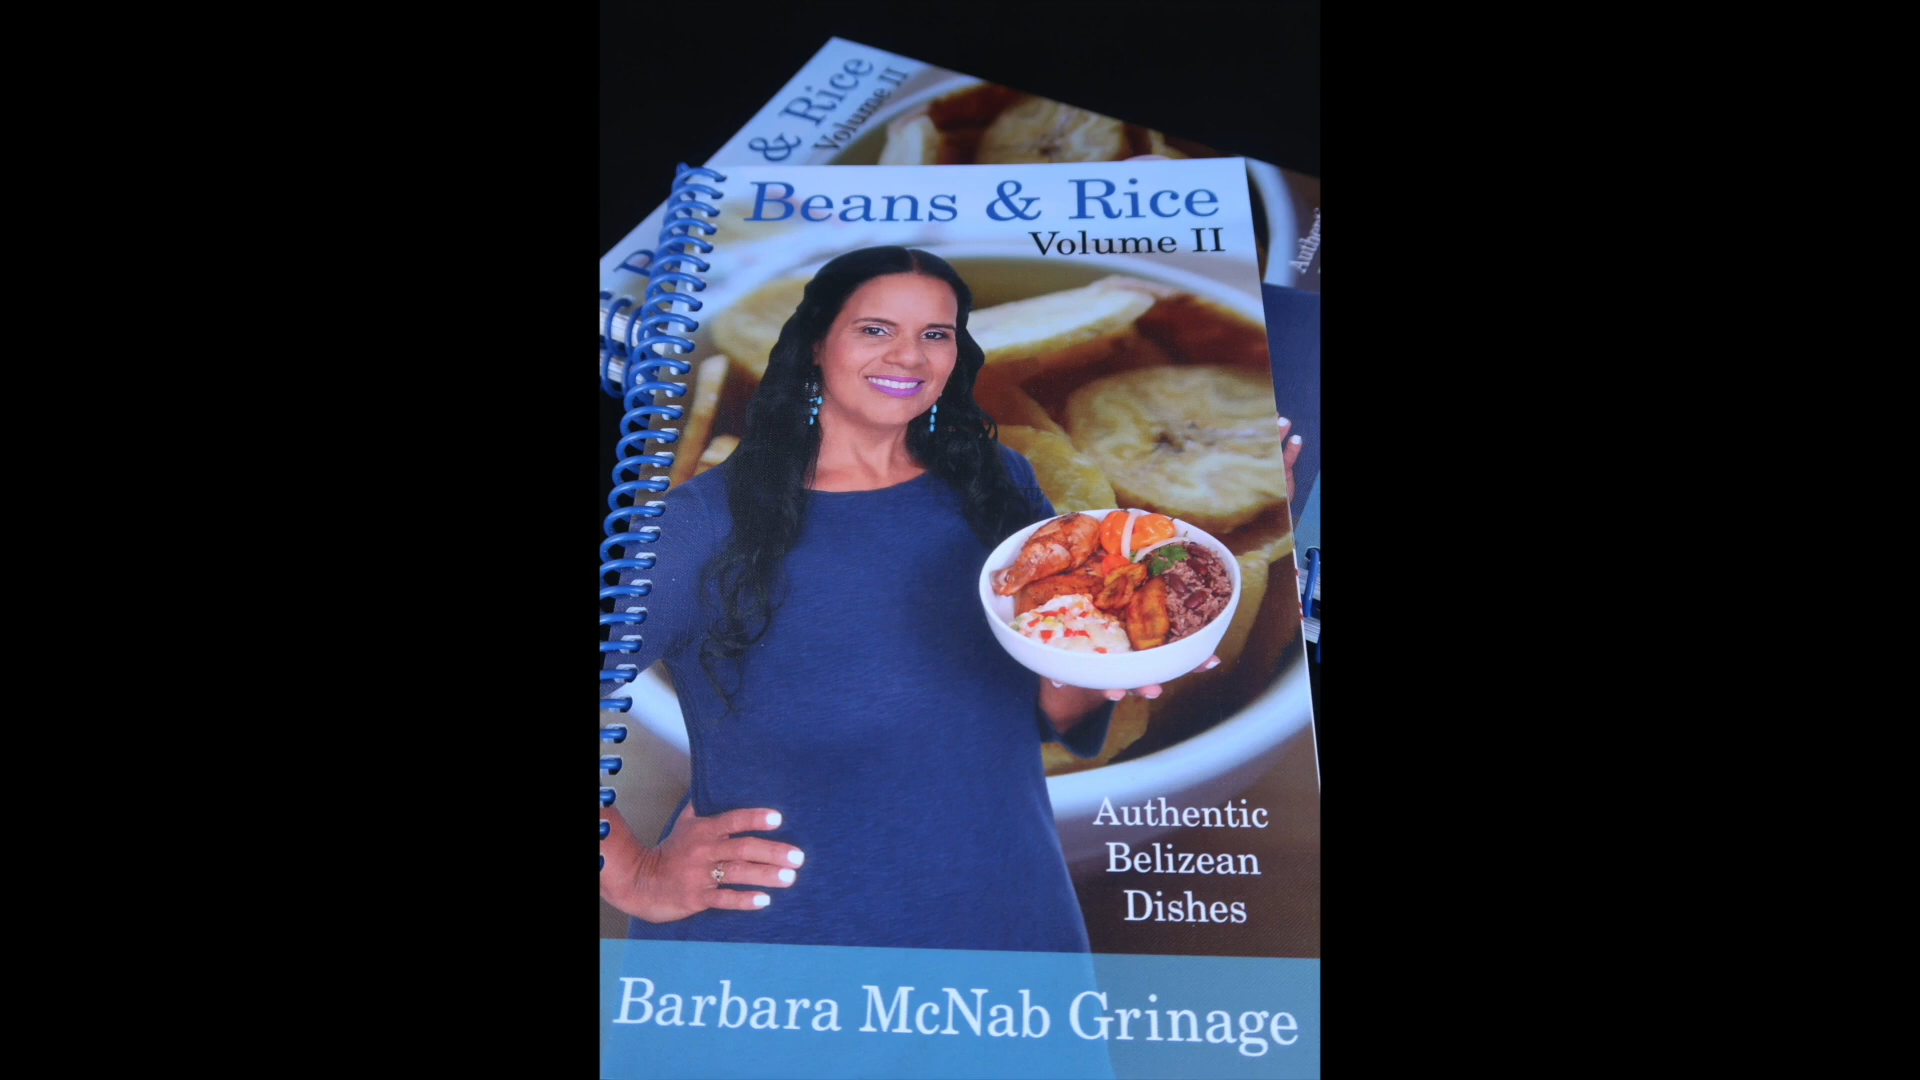 & Rice
Volume II
Beans & Rice
Volume II
Authentic
Belizean
Dishes
Barbara McNab Grinage